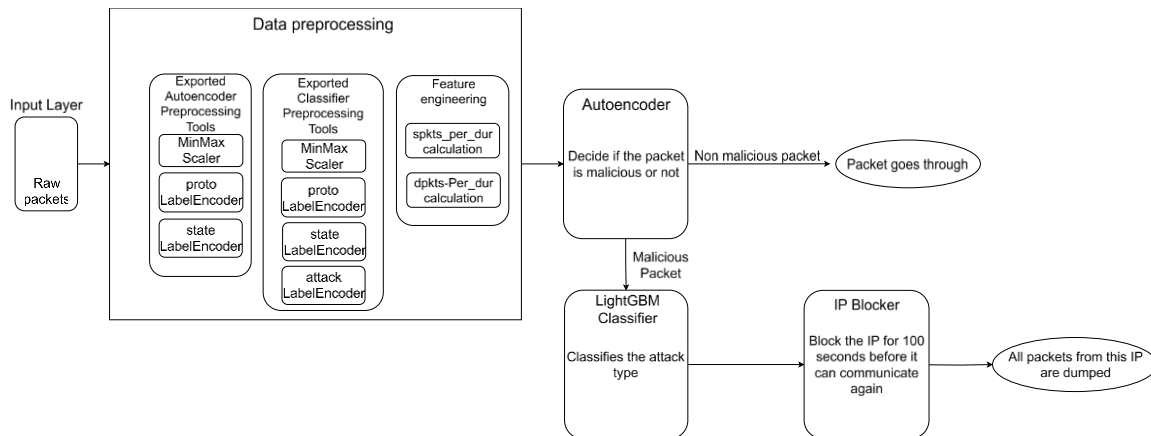 Data preprocessing
Input Layer
Raw
packets
Exported
Autoencoder
Preprocessing
Tools
MinMax
Scaler
proto
LabelEncoder
state
LabelEncoder
Exported
Classifier
Preprocessing
Tools
MinMax
Scaler
proto
LabelEncoder
state
LabelEncoder
attack
LabelEncoder
Feature
engineering
spkts_per_dur
calculation
dpkts-Per_dur
calculation
Autoencoder
Decide if the packet
is malicious or not
Non malicious packet
Packet goes through
Malicious
Packet
LightGBM
Classifier
Classifies the attack
type
IP Blocker
Block the IP for 100
seconds before it
can communicate
again
All packets from this IP
are dumped